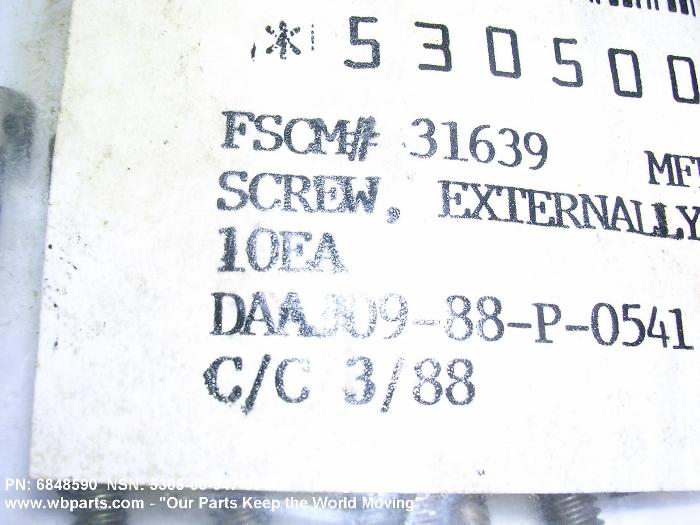 *530500
FSCM# 31639 MF
SCREW, EXTERNALLY
10EA
DAAJ09-88-P-0541
C/C 3/88
PN: 6848590 NSN:
www.wbparts.com - "Our Parts Keep the World Moving"